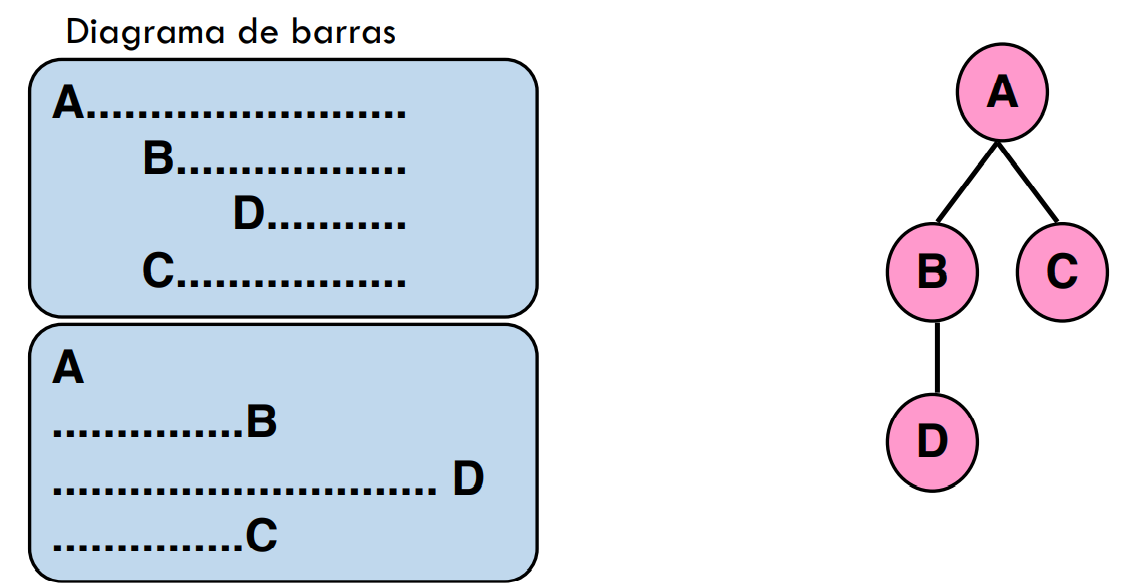 Diagrama de barras
A.........................
B..................
D...........
C..................
A
...............B
.............................. D
...............C
A
B
C
D